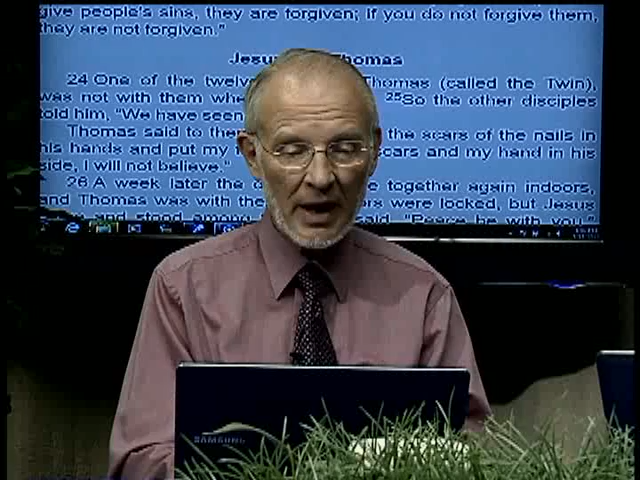 give people's sins, they are forgiven; if you do not forgive them,
they are not forgiven."
Jesus Thomas
24 One of the twelve Thomas (called the Twin),
was not with them whe 25 So the other disciples
told him, "We have seen
Thomas said to the the scars of the nails in
his hands and put my scars and my hand in his
side, I will not believe."
26 A week later the together again indoors,
and Thomas was with the were locked, but Jesus
and stood among said, "Peace be with you."
SAMSUNG